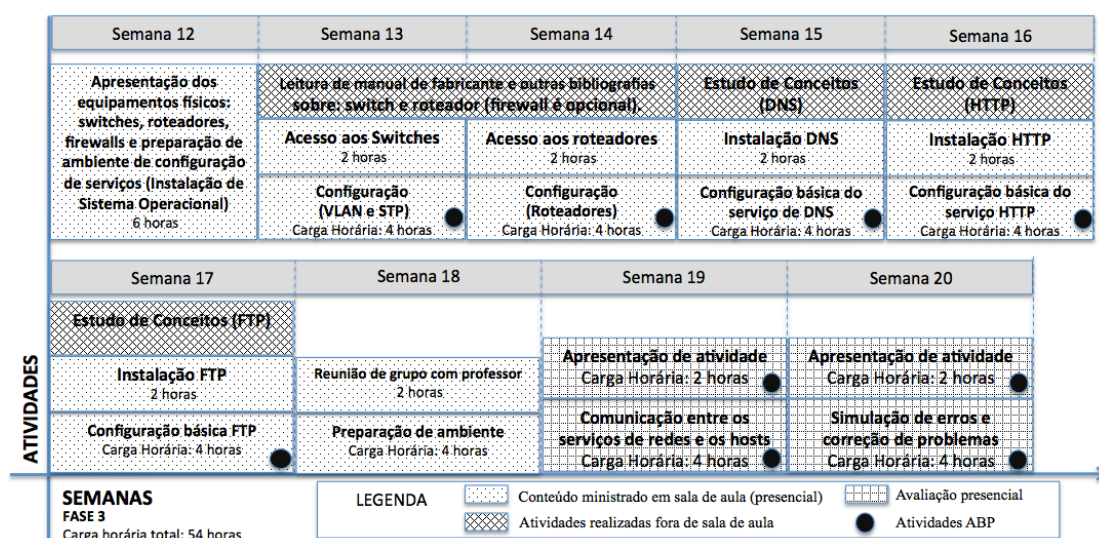 Semana 12
Semana 13
Semana 14
Semana 15
Semana 16
Apresentação dos
equipamentos físicos:
switches, roteadores,
firewalls e preparação de
ambiente de configuração
de serviços (Instalação de
Sistema Operacional)
6 horas
Leitura de manual de fabricante e outras bibliografias
sobre: switch e roteador (firewall é opcional).
Estudo de Conceitos
(DNS)
Estudo de Conceitos
(HTTP)
Acesso aos Switches
2 horas
Acesso aos roteadores
2 horas
Instalação DNS
2 horas
Instalação HTTP
2 horas
Configuração
(VLAN e STP)
Carga Horária: 4 horas
Configuração
(Roteadores)
Carga Horária: 4 horas
Configuração básica do
serviço de DNS
Carga Horária: 4 horas
Configuração básica do
serviço HTTP
Carga Horária: 4 horas
Semana 17
Semana 18
Semana 19
Semana 20
Estudo de Conceitos (FTP)
Instalação FTP
2 horas
Reunião de grupo com professor
2 horas
Apresentação de atividade
Carga Horária: 2 horas
Apresentação de atividade
Carga Horária: 2 horas
Configuração básica FTP
Carga Horária: 4 horas
Preparação de ambiente
Carga Horária: 4 horas
Comunicação entre os
serviços de redes e os hosts
Carga Horária: 4 horas
Simulação de erros e
correção de problemas
Carga Horária: 4 horas
ATIVIDADES
SEMANAS
FASE 3
Carga horária total: 54 horas
LEGENDA
Conteúdo ministrado em sala de aula (presencial)
Avaliação presencial
Atividades realizadas fora de sala de aula
Atividades ABP